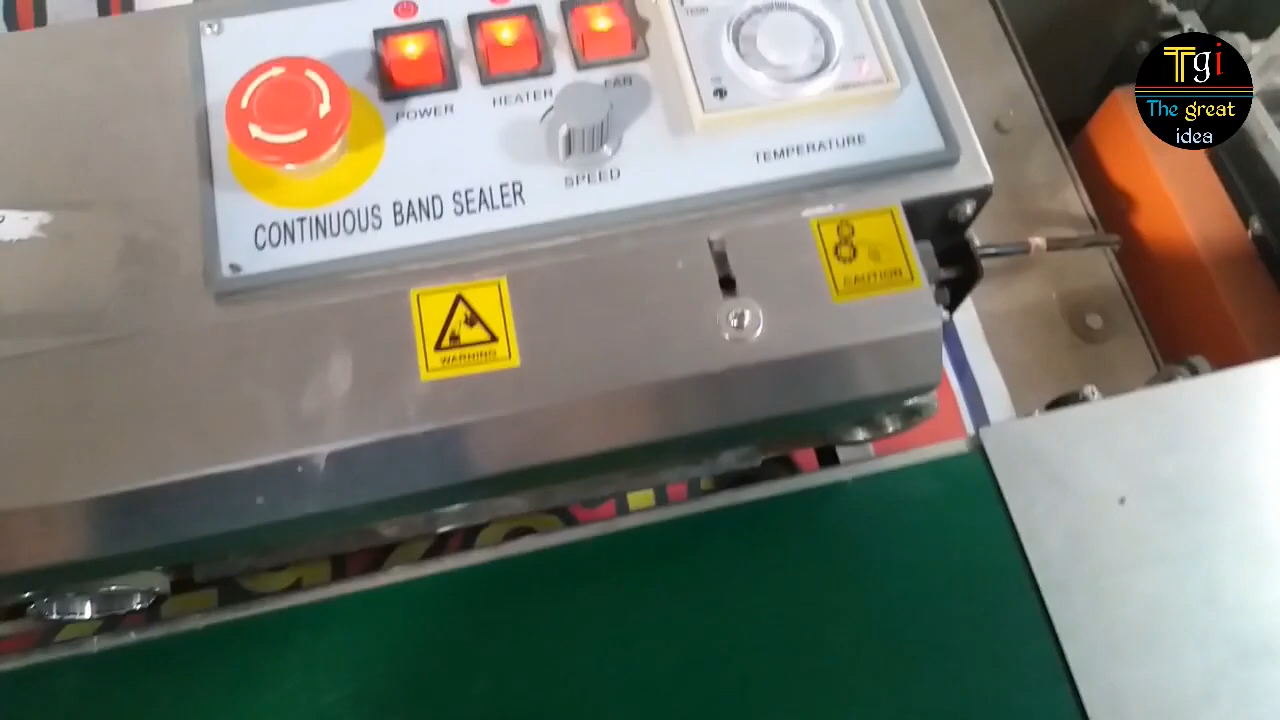 POWER
HEATER
FAN
SPEED
TEMPERATURE
CONTINUOUS BAND SEALER
WARNING
CAUTION
Tgi
The great
idea